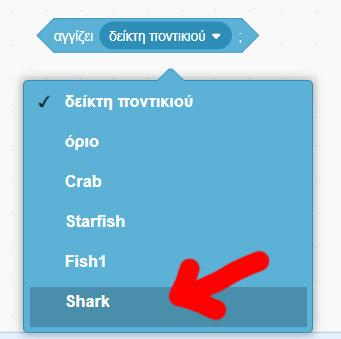 αγγίζει δείκτη ποντικιού ;
δείκτη ποντικιού
όριο
Crab
Starfish
Fish1
Shark